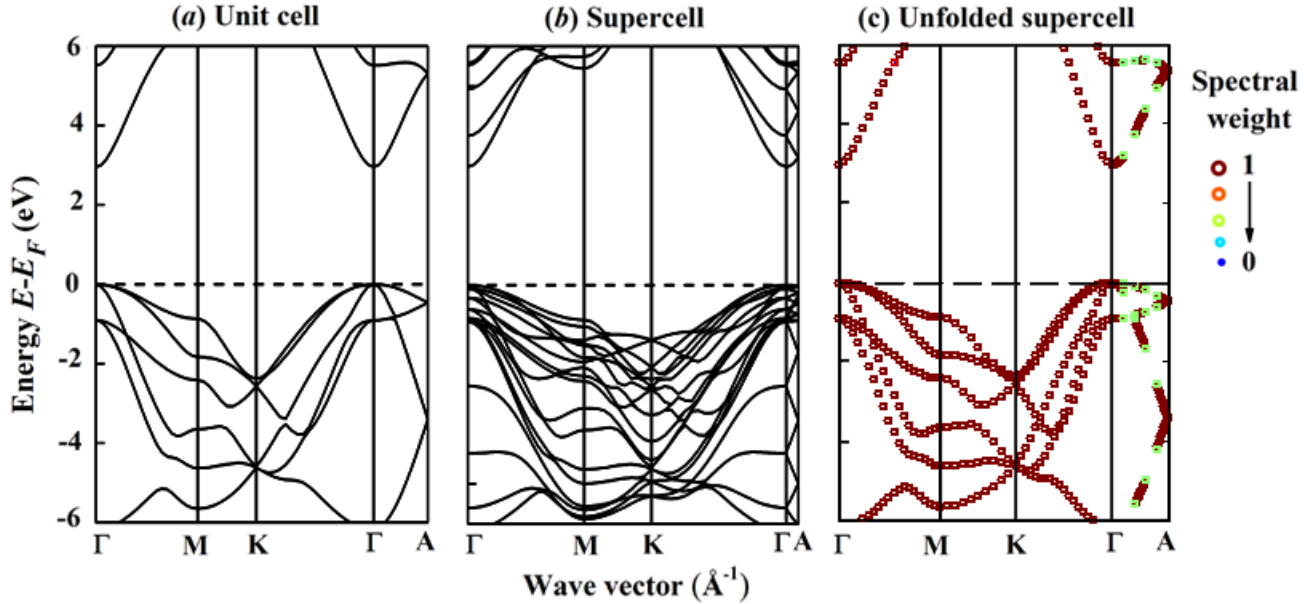 (a) Unit cell
(b) Supercell
(c) Unfolded supercell
Energy E-E_F (eV)
6
4
2
0
-2
-4
-6
Γ M K Γ A
Γ M K Γ A
Γ M K Γ A
Wave vector (Å⁻¹)
Spectral
weight
1
0